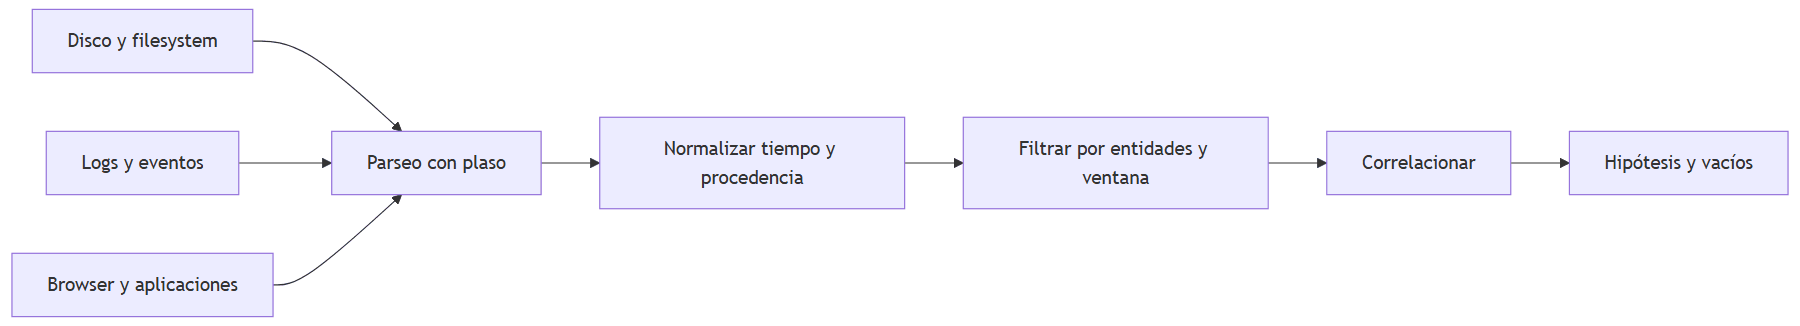 Disco y filesystem
Logs y eventos
Browser y aplicaciones
Parseo con plaso
Normalizar tiempo y
procedencia
Filtrar por entidades y
ventana
Correlacionar
Hipótesis y vacíos